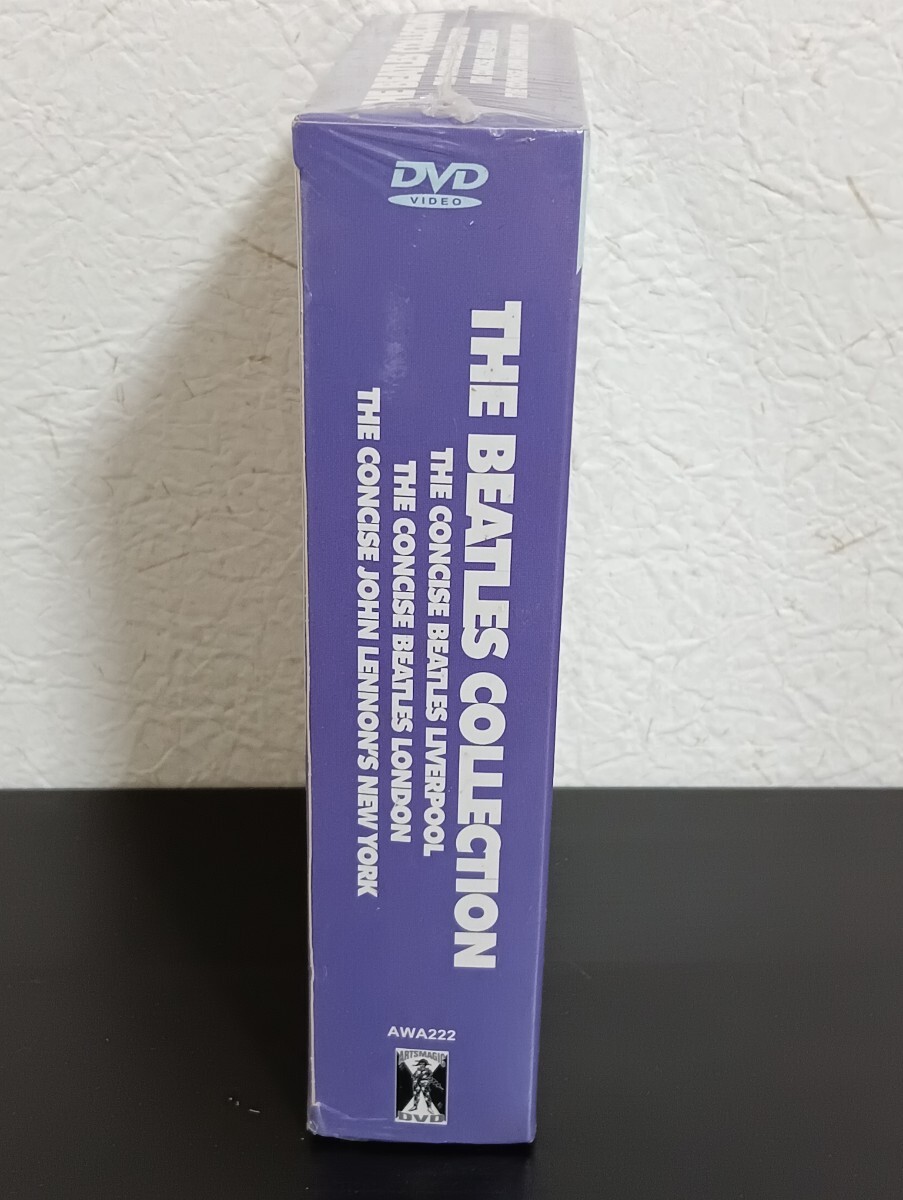 DVD
VIDEO
THE BEATLES COLLECTION
THE CONCISE BEATLES LIVERPOOL
THE CONCISE BEATLES LONDON
THE CONCISE JOHN LENNON'S NEW YORK
AWA222
ARTSMAGIC
DVD